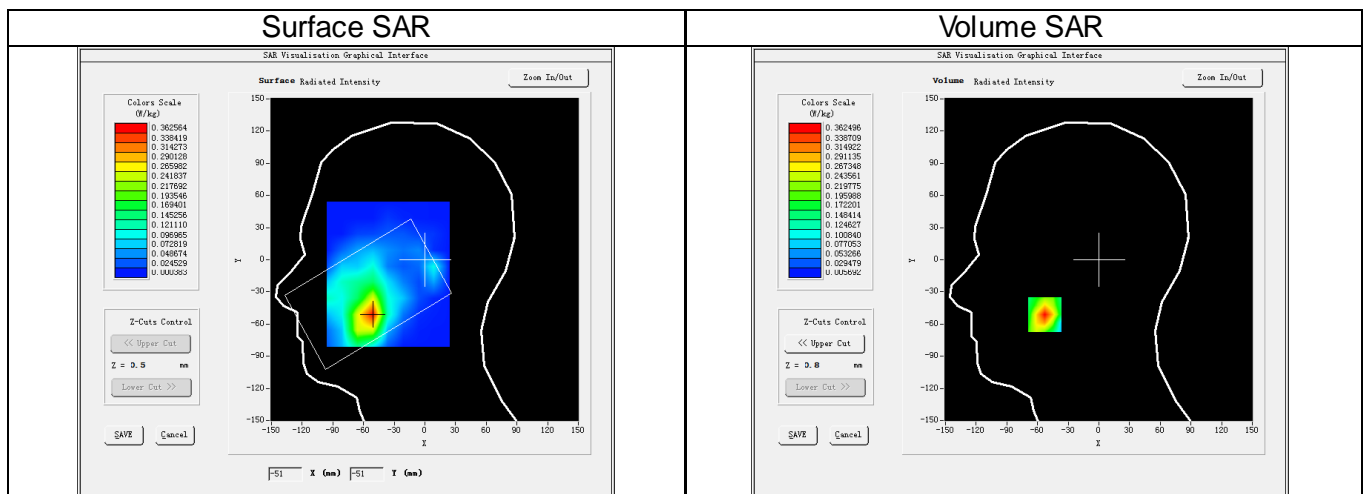 Surface SAR
SAR Visualisation Graphical Interface
Surface Radiated Intensity
Zoom In/Out
Colors Scale
(W/kg)
0.362564
0.338419
0.314273
0.290128
0.265982
0.241837
0.217692
0.193546
0.169401
0.145256
0.121110
0.096965
0.072819
0.048674
0.024529
0.000383
Z-Cuts Control
<< Upper Cut
Z = 0.5 mm
Lower Cut >>
SAVE Cancel
150
120
90
60
30
0
-30
-60
-90
-120
-150
Y
-150 -120 -90 -60 -30 0 30 60 90 120 150
X
-51 X (mm) -51 Y (mm)
Volume SAR
SAR Visualisation Graphical Interface
Volume Radiated Intensity
Zoom In/Out
Colors Scale
(W/kg)
0.362496
0.338709
0.314922
0.291135
0.267348
0.243561
0.219775
0.195988
0.172201
0.148414
0.124627
0.100840
0.077053
0.053266
0.029479
0.005692
Z-Cuts Control
<< Upper Cut
Z = 0.8 mm
Lower Cut >>
SAVE Cancel
150
120
90
60
30
0
-30
-60
-90
-120
-150
Y
-150 -120 -90 -60 -30 0 30 60 90 120 150
X